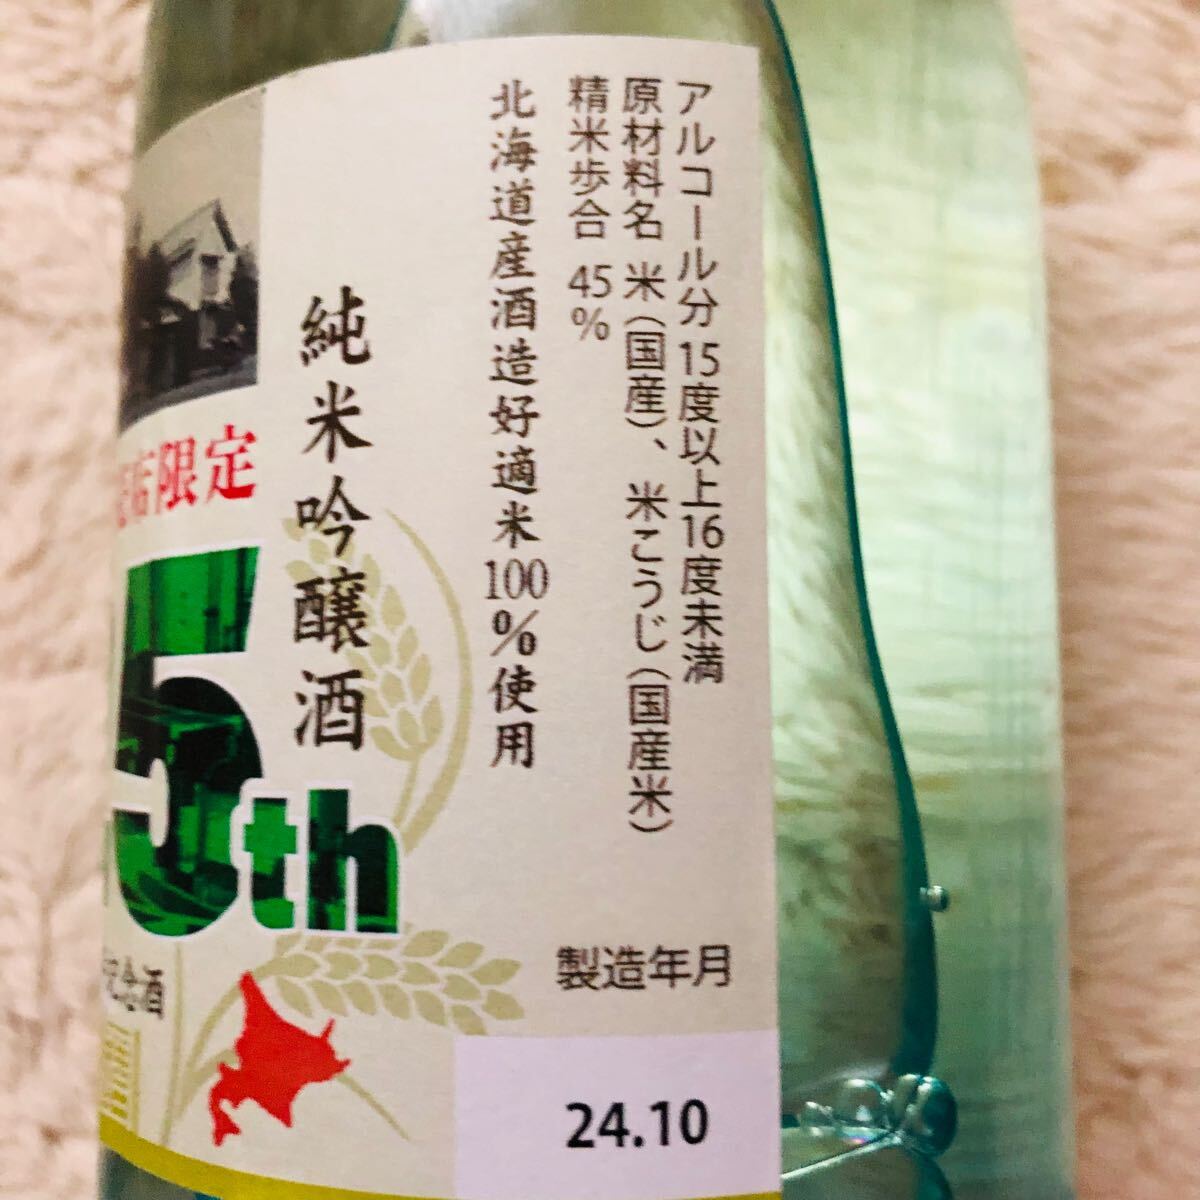 アルコール分 15度以上16度未満
原材料名 米(国産)、米こうじ(国産米)
精米歩合 45%
北海道産酒造好適米100%使用
純米吟醸酒
店限定
5th
記念酒
製造年月
24.10